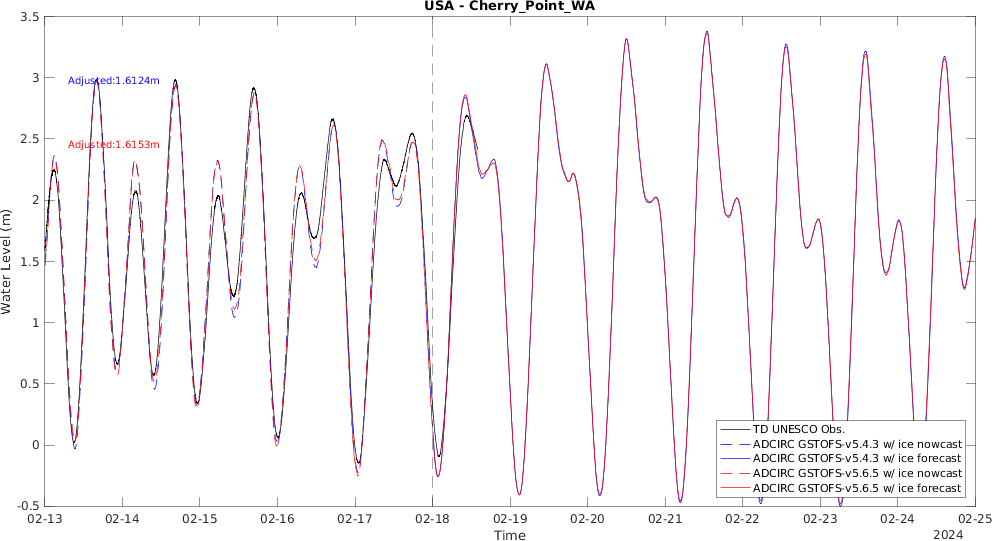 USA - Cherry_Point_WA
3.5
3
2.5
2
1.5
1
0.5
0
-0.5
Water Level (m)
Adjusted:1.6124m
Adjusted:1.6153m
TD UNESCO Obs.
ADCIRC GSTOFS-v5.4.3 w/ ice nowcast
ADCIRC GSTOFS-v5.4.3 w/ ice forecast
ADCIRC GSTOFS-v5.6.5 w/ ice nowcast
ADCIRC GSTOFS-v5.6.5 w/ ice forecast
02-13 02-14 02-15 02-16 02-17 02-18 02-19 02-20 02-21 02-22 02-23 02-24 02-25
Time
2024